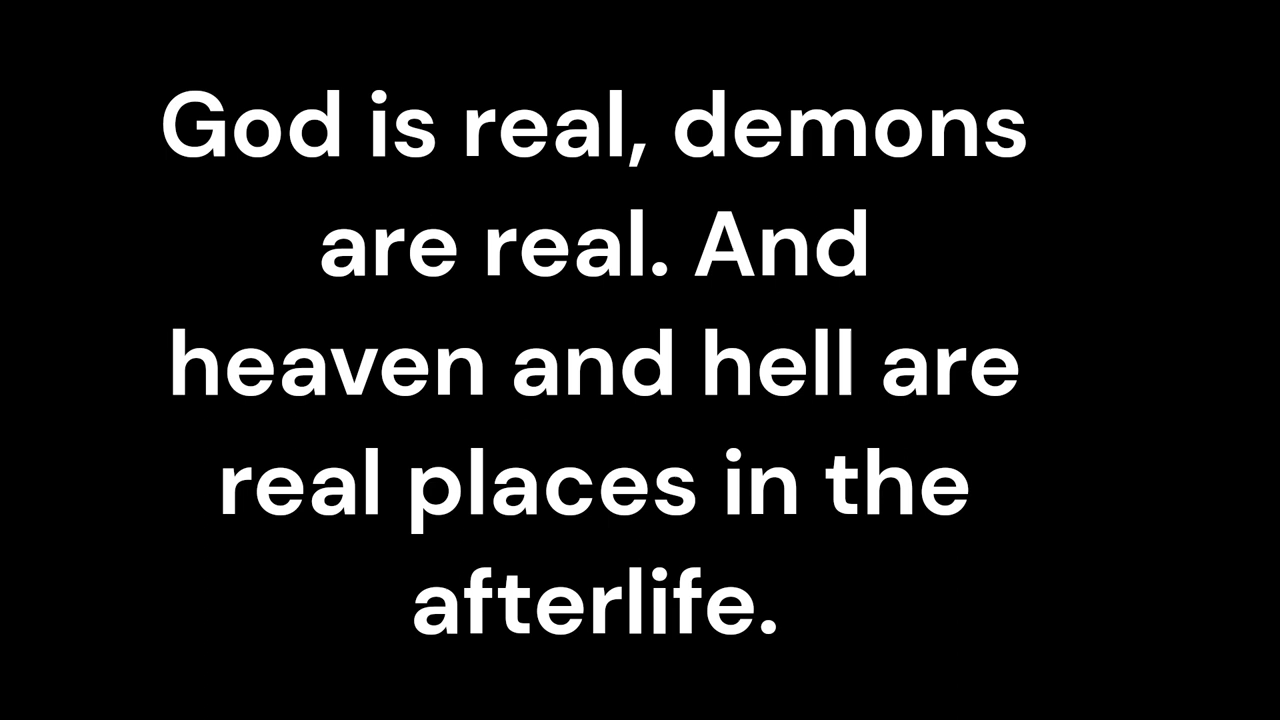 God is real, demons
are real. And
heaven and hell are
real places in the
afterlife.